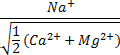 Na⁺
√(½ (Ca²⁺ + Mg²⁺))